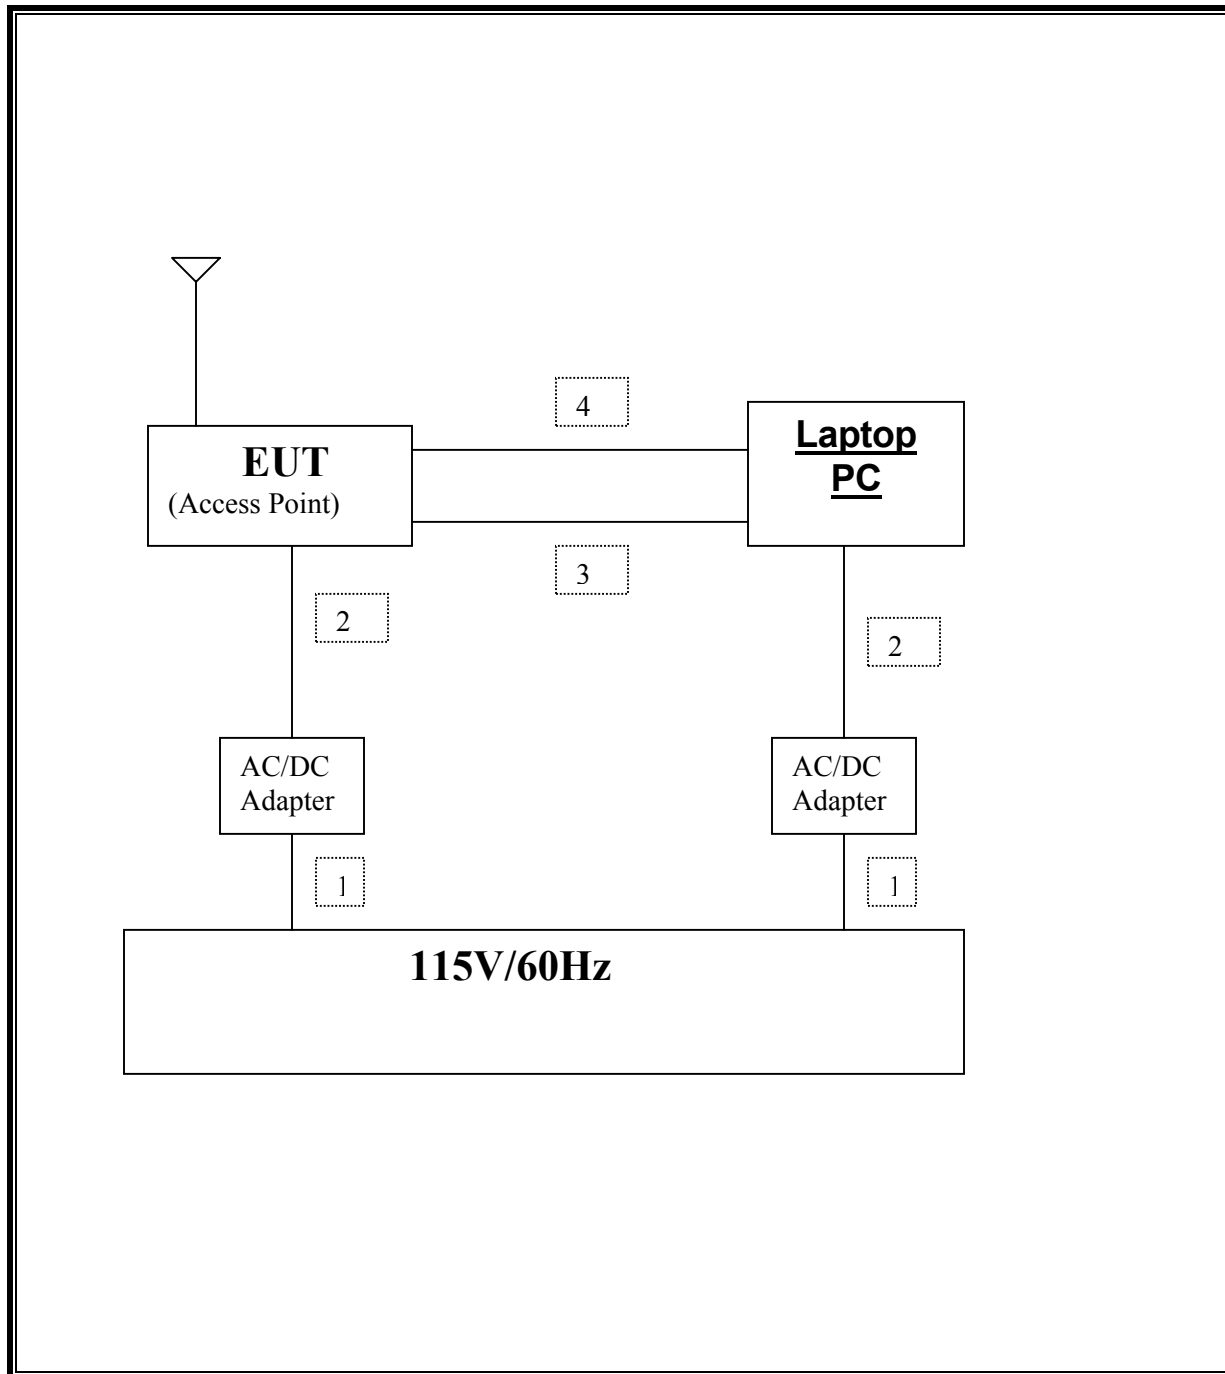 4
EUT
(Access Point)
Laptop
PC
3
2
2
AC/DC
Adapter
AC/DC
Adapter
1
1
115V/60Hz